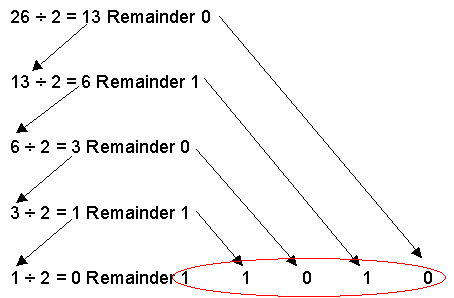 26 ÷ 2 = 13 Remainder 0
13 ÷ 2 = 6 Remainder 1
6 ÷ 2 = 3 Remainder 0
3 ÷ 2 = 1 Remainder 1
1 ÷ 2 = 0 Remainder 1 1 0 1 0